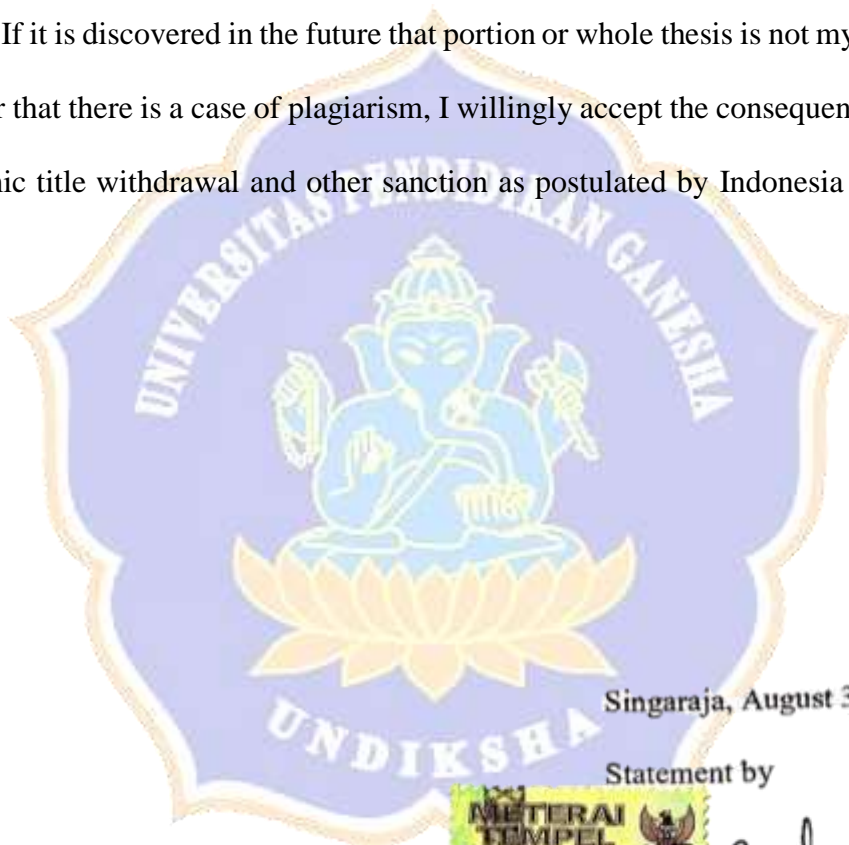 If it is discovered in the future that portion or whole thesis is not my
that there is a case of plagiarism, I willingly accept the
title withdrawal and other sanction as postulated by Indonesia
UNIVERSITAS PENDIDIKAN GANESHA
UNDIKSHA
Singaraja, August 3
Statement by
METERAI
TEMPEL